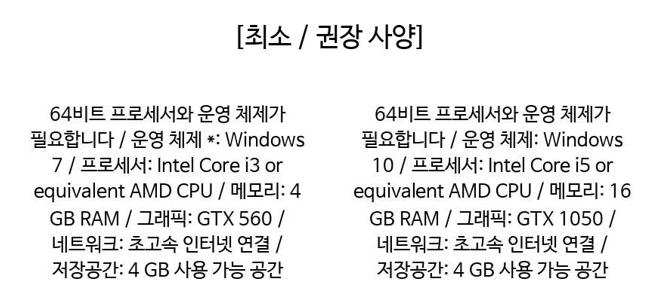 [최소 / 권장 사양]
64비트 프로세서와 운영 체제가
필요합니다 / 운영 체제 *: Windows
7 / 프로세서: Intel Core i3 or
equivalent AMD CPU / 메모리: 4
GB RAM / 그래픽: GTX 560 /
네트워크: 초고속 인터넷 연결 /
저장공간: 4 GB 사용 가능 공간
64비트 프로세서와 운영 체제가
필요합니다 / 운영 체제: Windows
10 / 프로세서: Intel Core i5 or
equivalent AMD CPU / 메모리: 16
GB RAM / 그래픽: GTX 1050 /
네트워크: 초고속 인터넷 연결 /
저장공간: 4 GB 사용 가능 공간